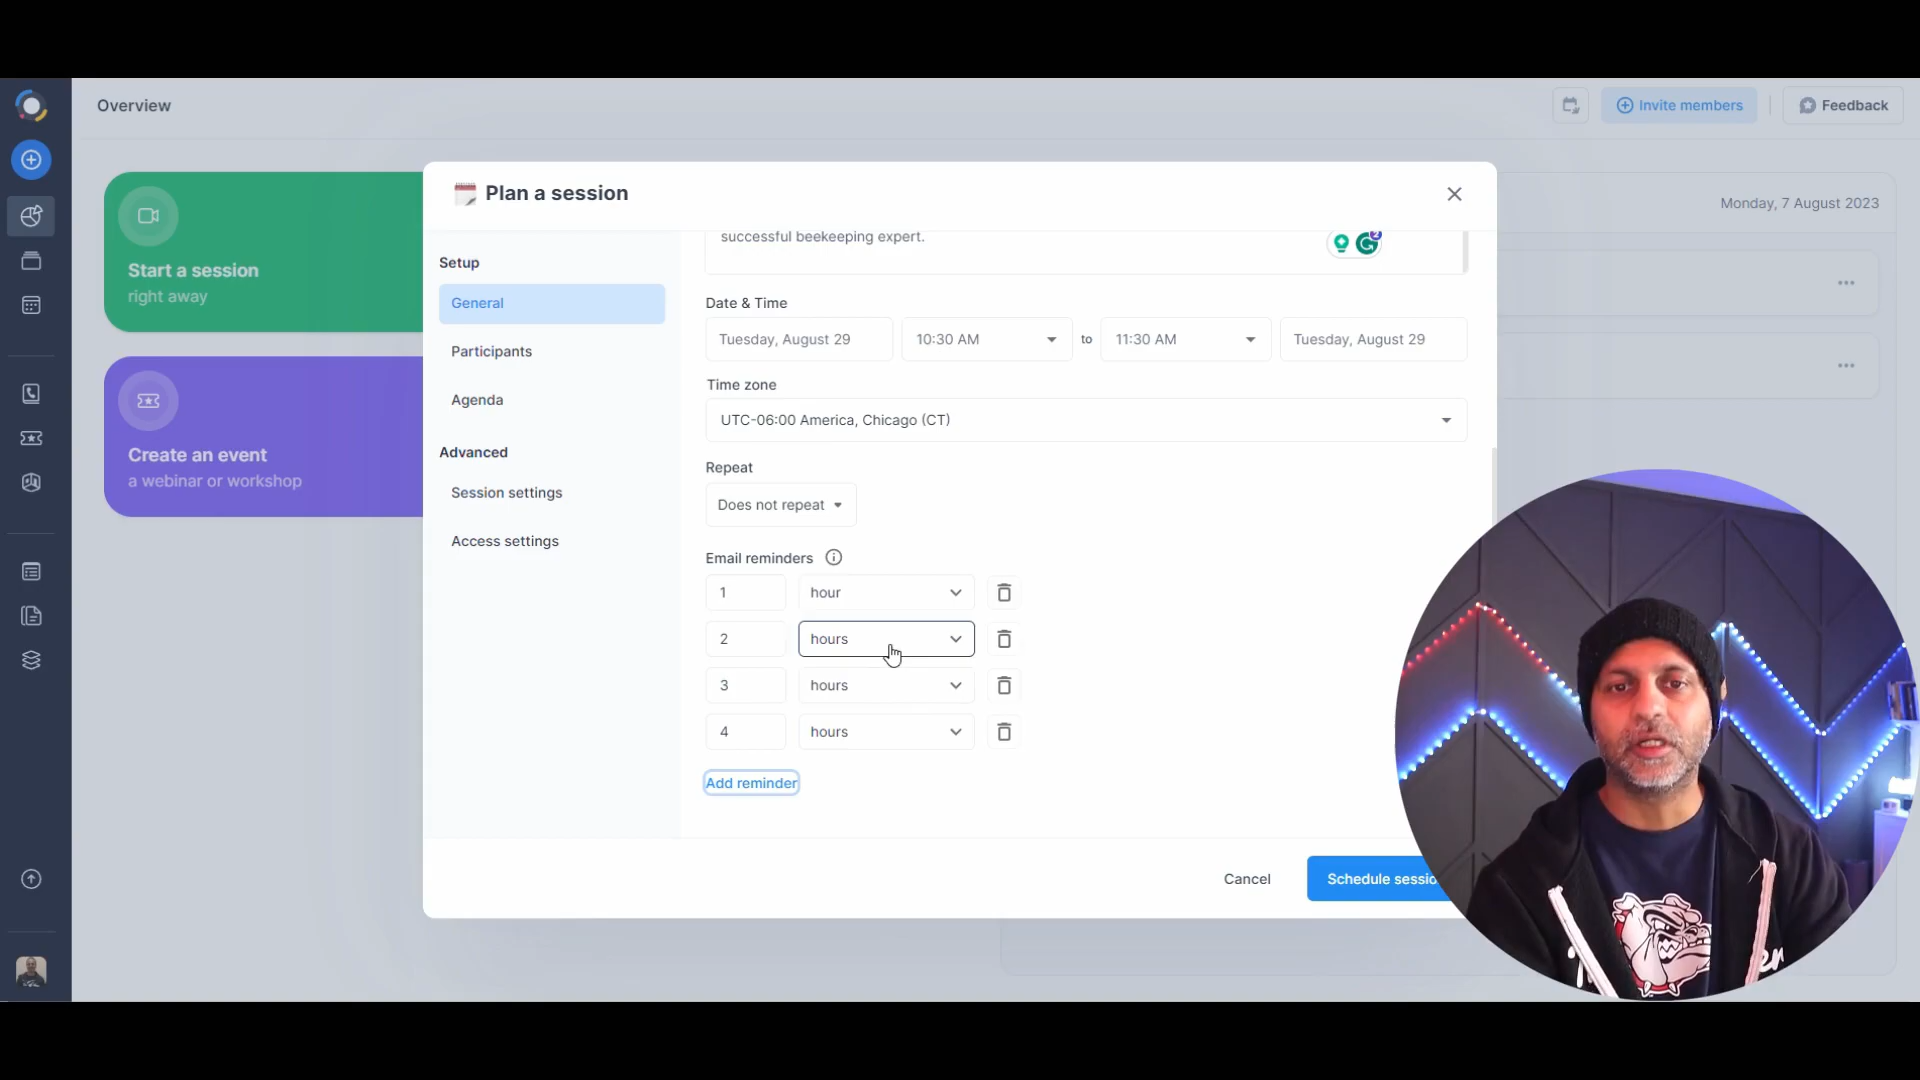 Overview
Invite members
Feedback
Start a session
right away
Create an event
a webinar or workshop
Monday, 7 August 2023
Plan a session
Setup
General
Participants
Agenda
Advanced
Session settings
Access settings
successful beekeeping expert.
2
Date & Time
Tuesday, August 29
10:30 AM
to
11:30 AM
Tuesday, August 29
Time zone
UTC-06:00 America, Chicago (CT)
Repeat
Does not repeat
Email reminders
1 hour
2 hours
3 hours
4 hours
Add reminder
Cancel
Schedule sessio